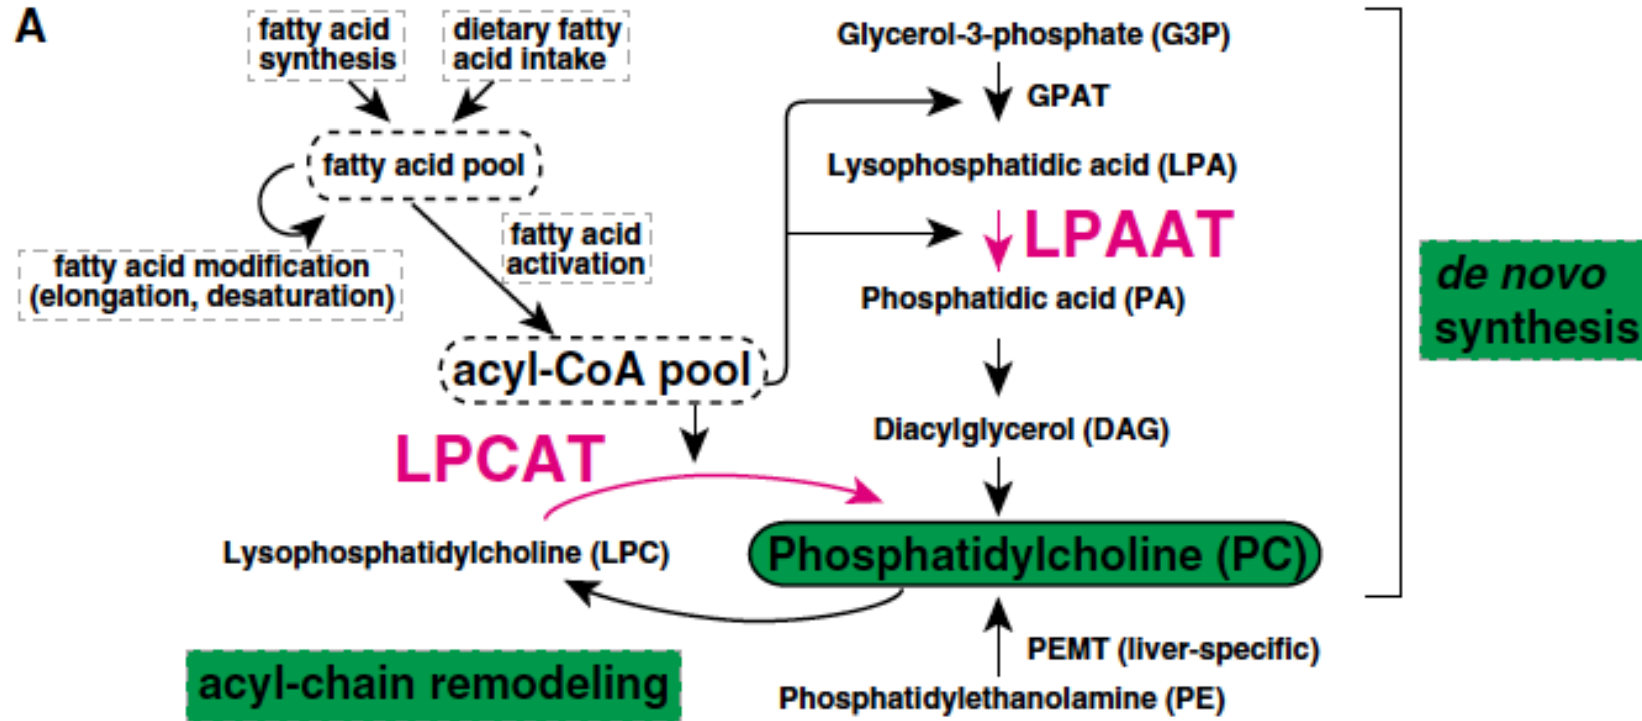 A
fatty acid
synthesis
dietary fatty
acid intake
fatty acid pool
fatty acid modification
(elongation, desaturation)
fatty acid
activation
acyl-CoA pool
Glycerol-3-phosphate (G3P)
GPAT
Lysophosphatidic acid (LPA)
LPAAT
Phosphatidic acid (PA)
Diacylglycerol (DAG)
de novo
synthesis
LPCAT
Lysophosphatidylcholine (LPC)
Phosphatidylcholine (PC)
acyl-chain remodeling
PEMT (liver-specific)
Phosphatidylethanolamine (PE)